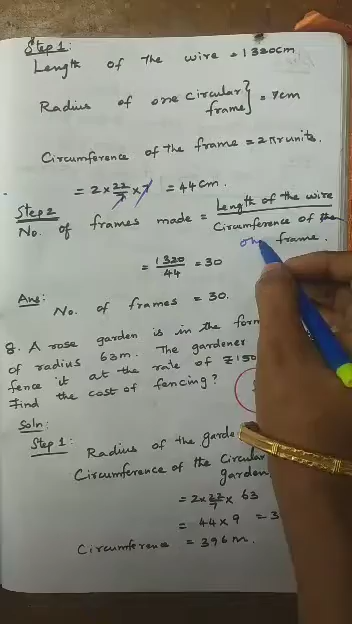 Step 1:
Length of the wire = 1320cm
Radius of one circular frame } = 7cm
Circumference of the frame = 2πr units.
= 2 × 22/7 × 7 = 44cm.
Step 2
No. of frames made = Length of the wire / Circumference of the
one frame.
= 1320/44 = 30
Ans:
No. of frames = 30.
8. A rose garden is in the form
of radius 63m. The gardener
fence it at the rate of ₹150
Find the cost of fencing?
Soln:
Step 1:
Radius of the garde
Circumference of the Circular
garden
= 2 × 22/7 × 63
= 44 × 9 = 3
Circumference = 396m.